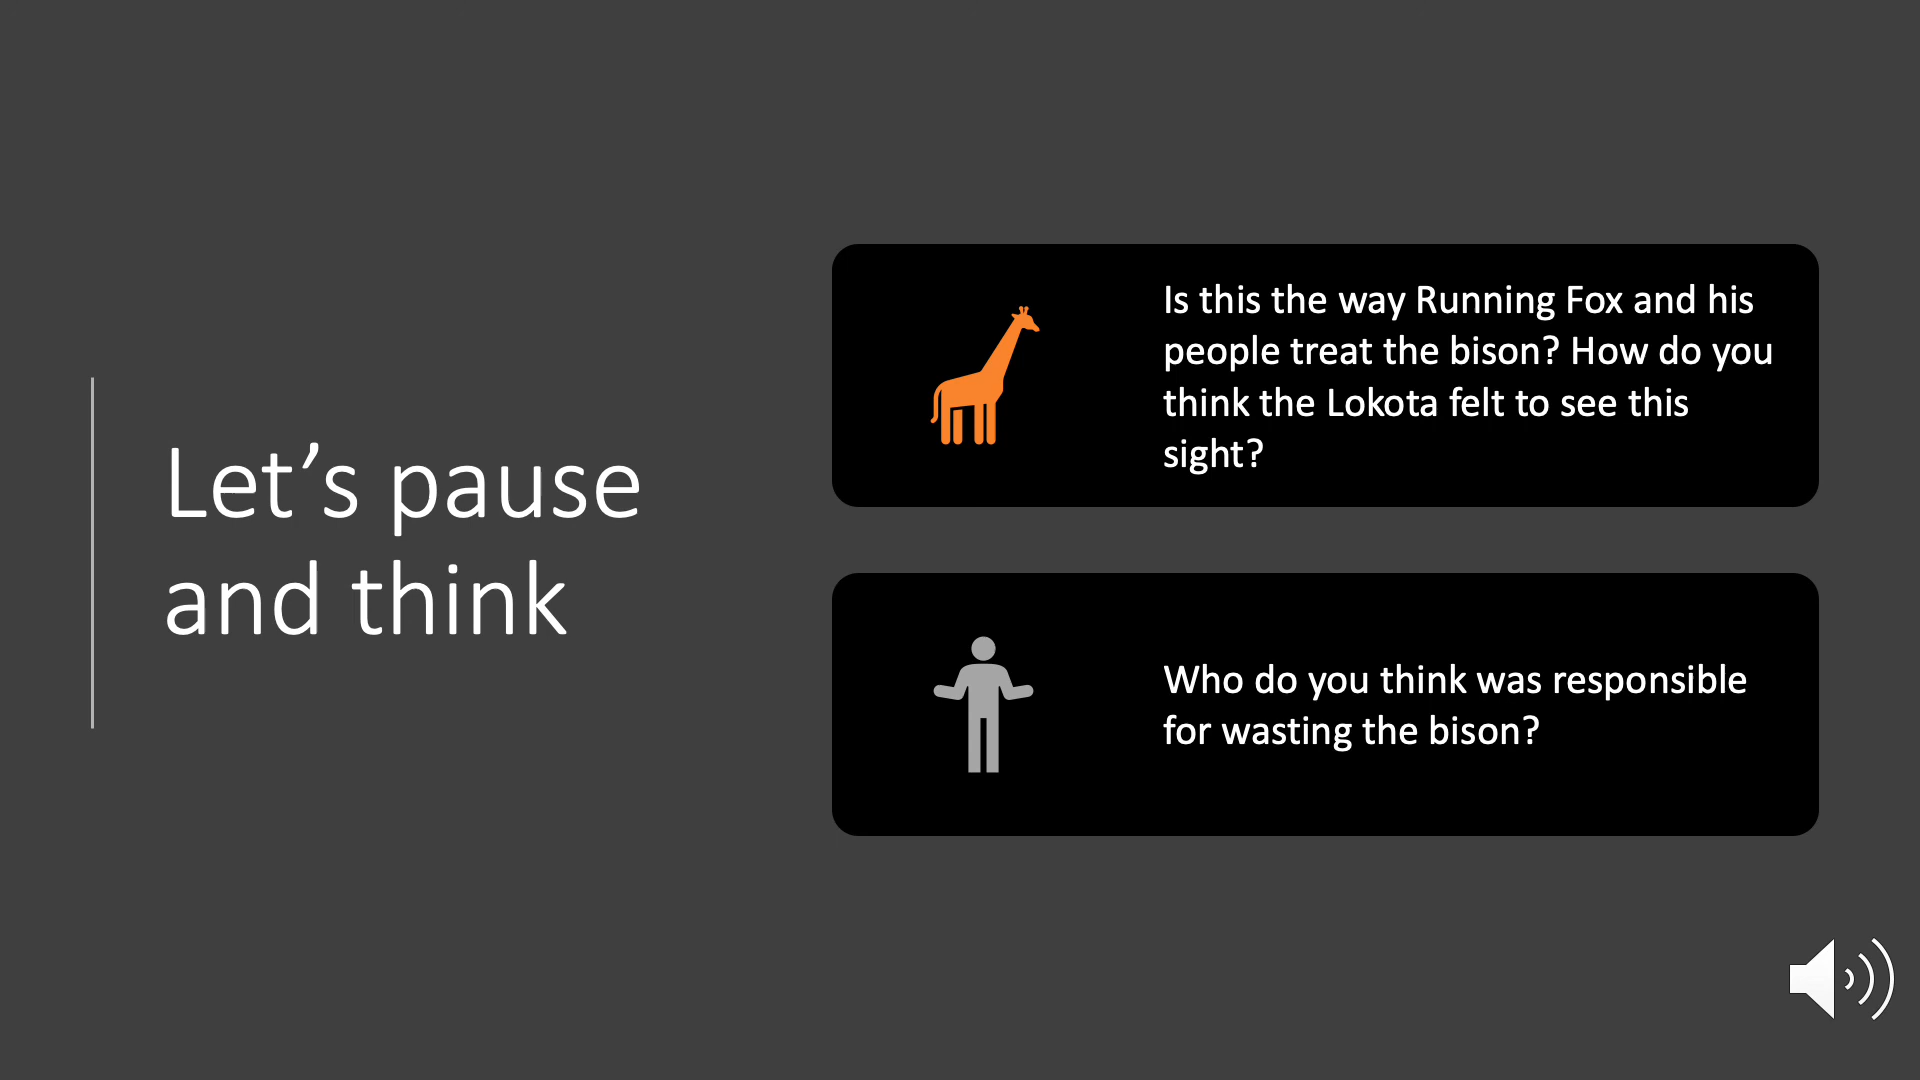 Let’s pause
and think
Is this the way Running Fox and his
people treat the bison? How do you
think the Lokota felt to see this
sight?
Who do you think was responsible
for wasting the bison?